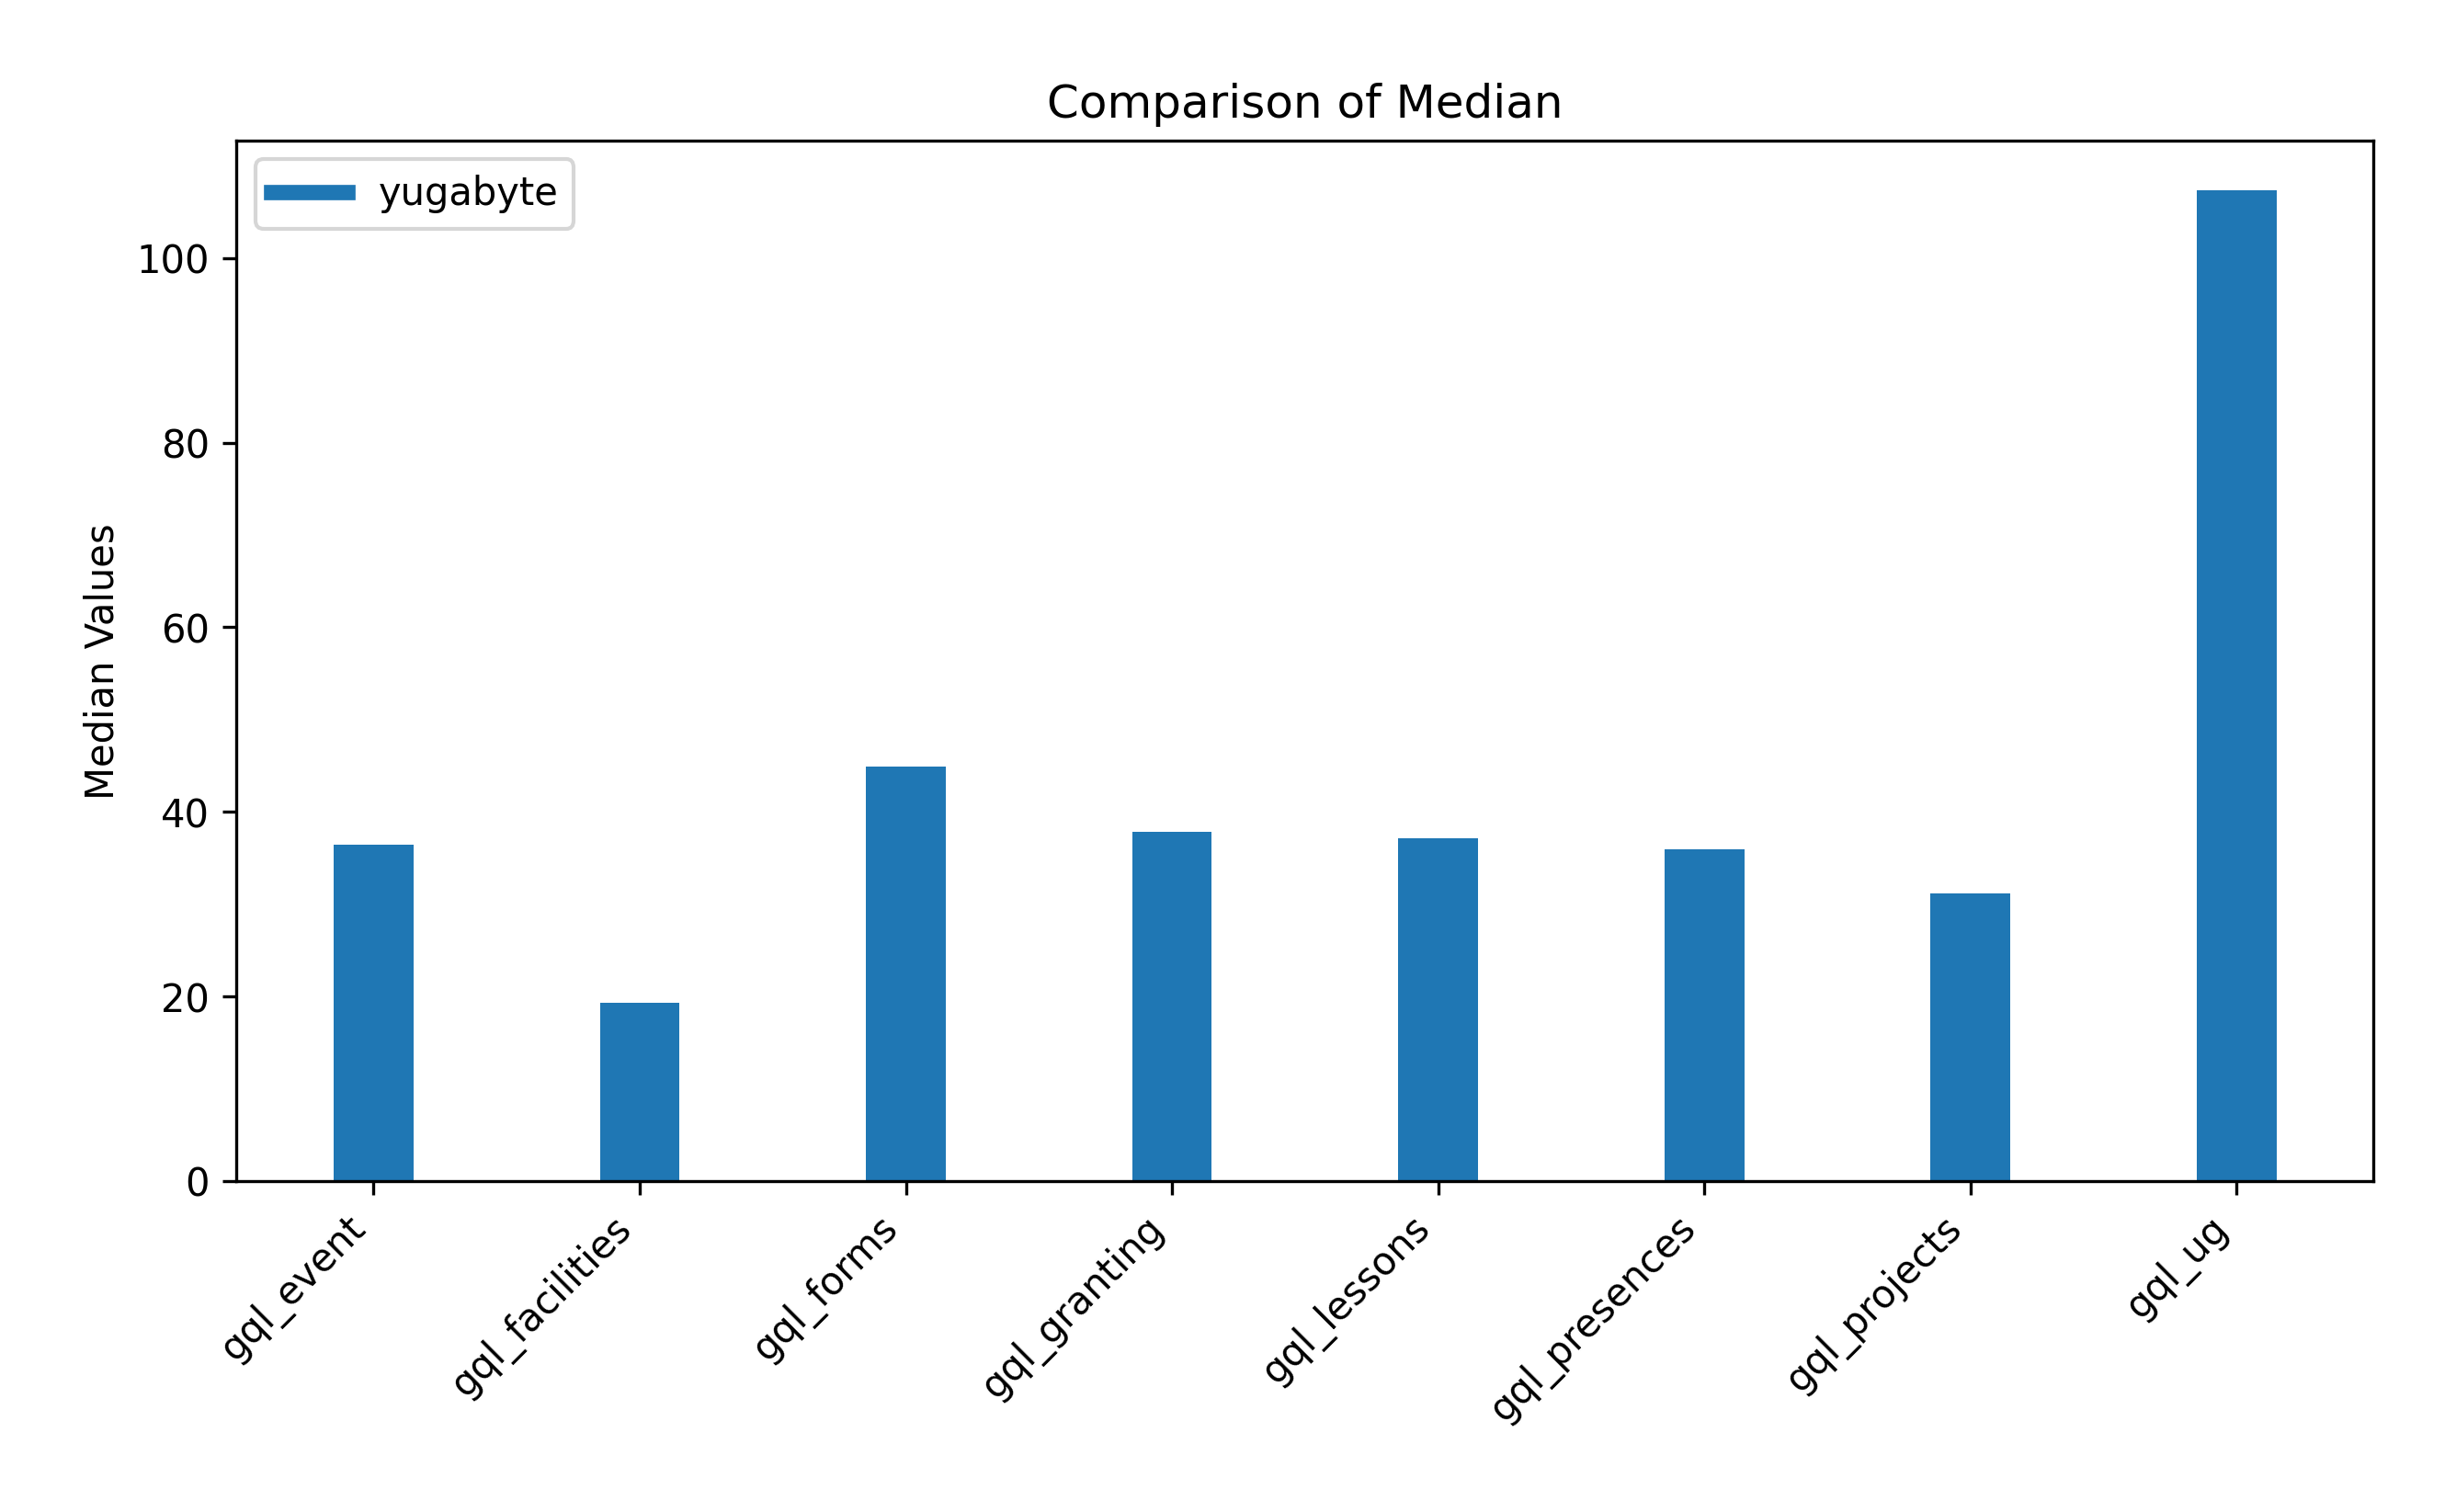 Comparison of Median
yugabyte
Median Values
100
80
60
40
20
0
gql_event
gql_facilities
gql_forms
gql_granting
gql_lessons
gql_presences
gql_projects
gql_ug